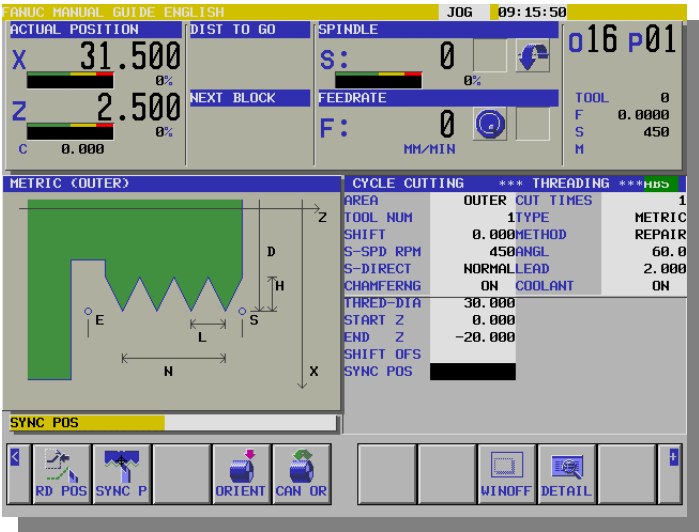 FANUC MANUAL GUIDE ENGLISH JOG 09:15:50
ACTUAL POSITION DIST TO GO SPINDLE O16 P01
X 31.500 S: 0
0% 0%
Z 2.500 NEXT BLOCK FEEDRATE TOOL 0
0% F: 0 F 0.0000
S 450
C 0.000 MM/MIN M
METRIC (OUTER) CYCLE CUTTING *** THREADING *** ABS
AREA OUTER CUT TIMES 1
Z TOOL NUM 1 TYPE METRIC
SHIFT 0.000 METHOD REPAIR
D S-SPD RPM 450 ANGL 60.0
S-DIRECT NORMAL LEAD 2.000
H CHAMFERNG ON COOLANT ON
THRED-DIA 30.000
E S START Z 0.000
L END Z -20.000
SHIFT OFS
N X SYNC POS
SYNC POS
< +
RD POS SYNC P ORIENT CAN OR WINOFF DETAIL